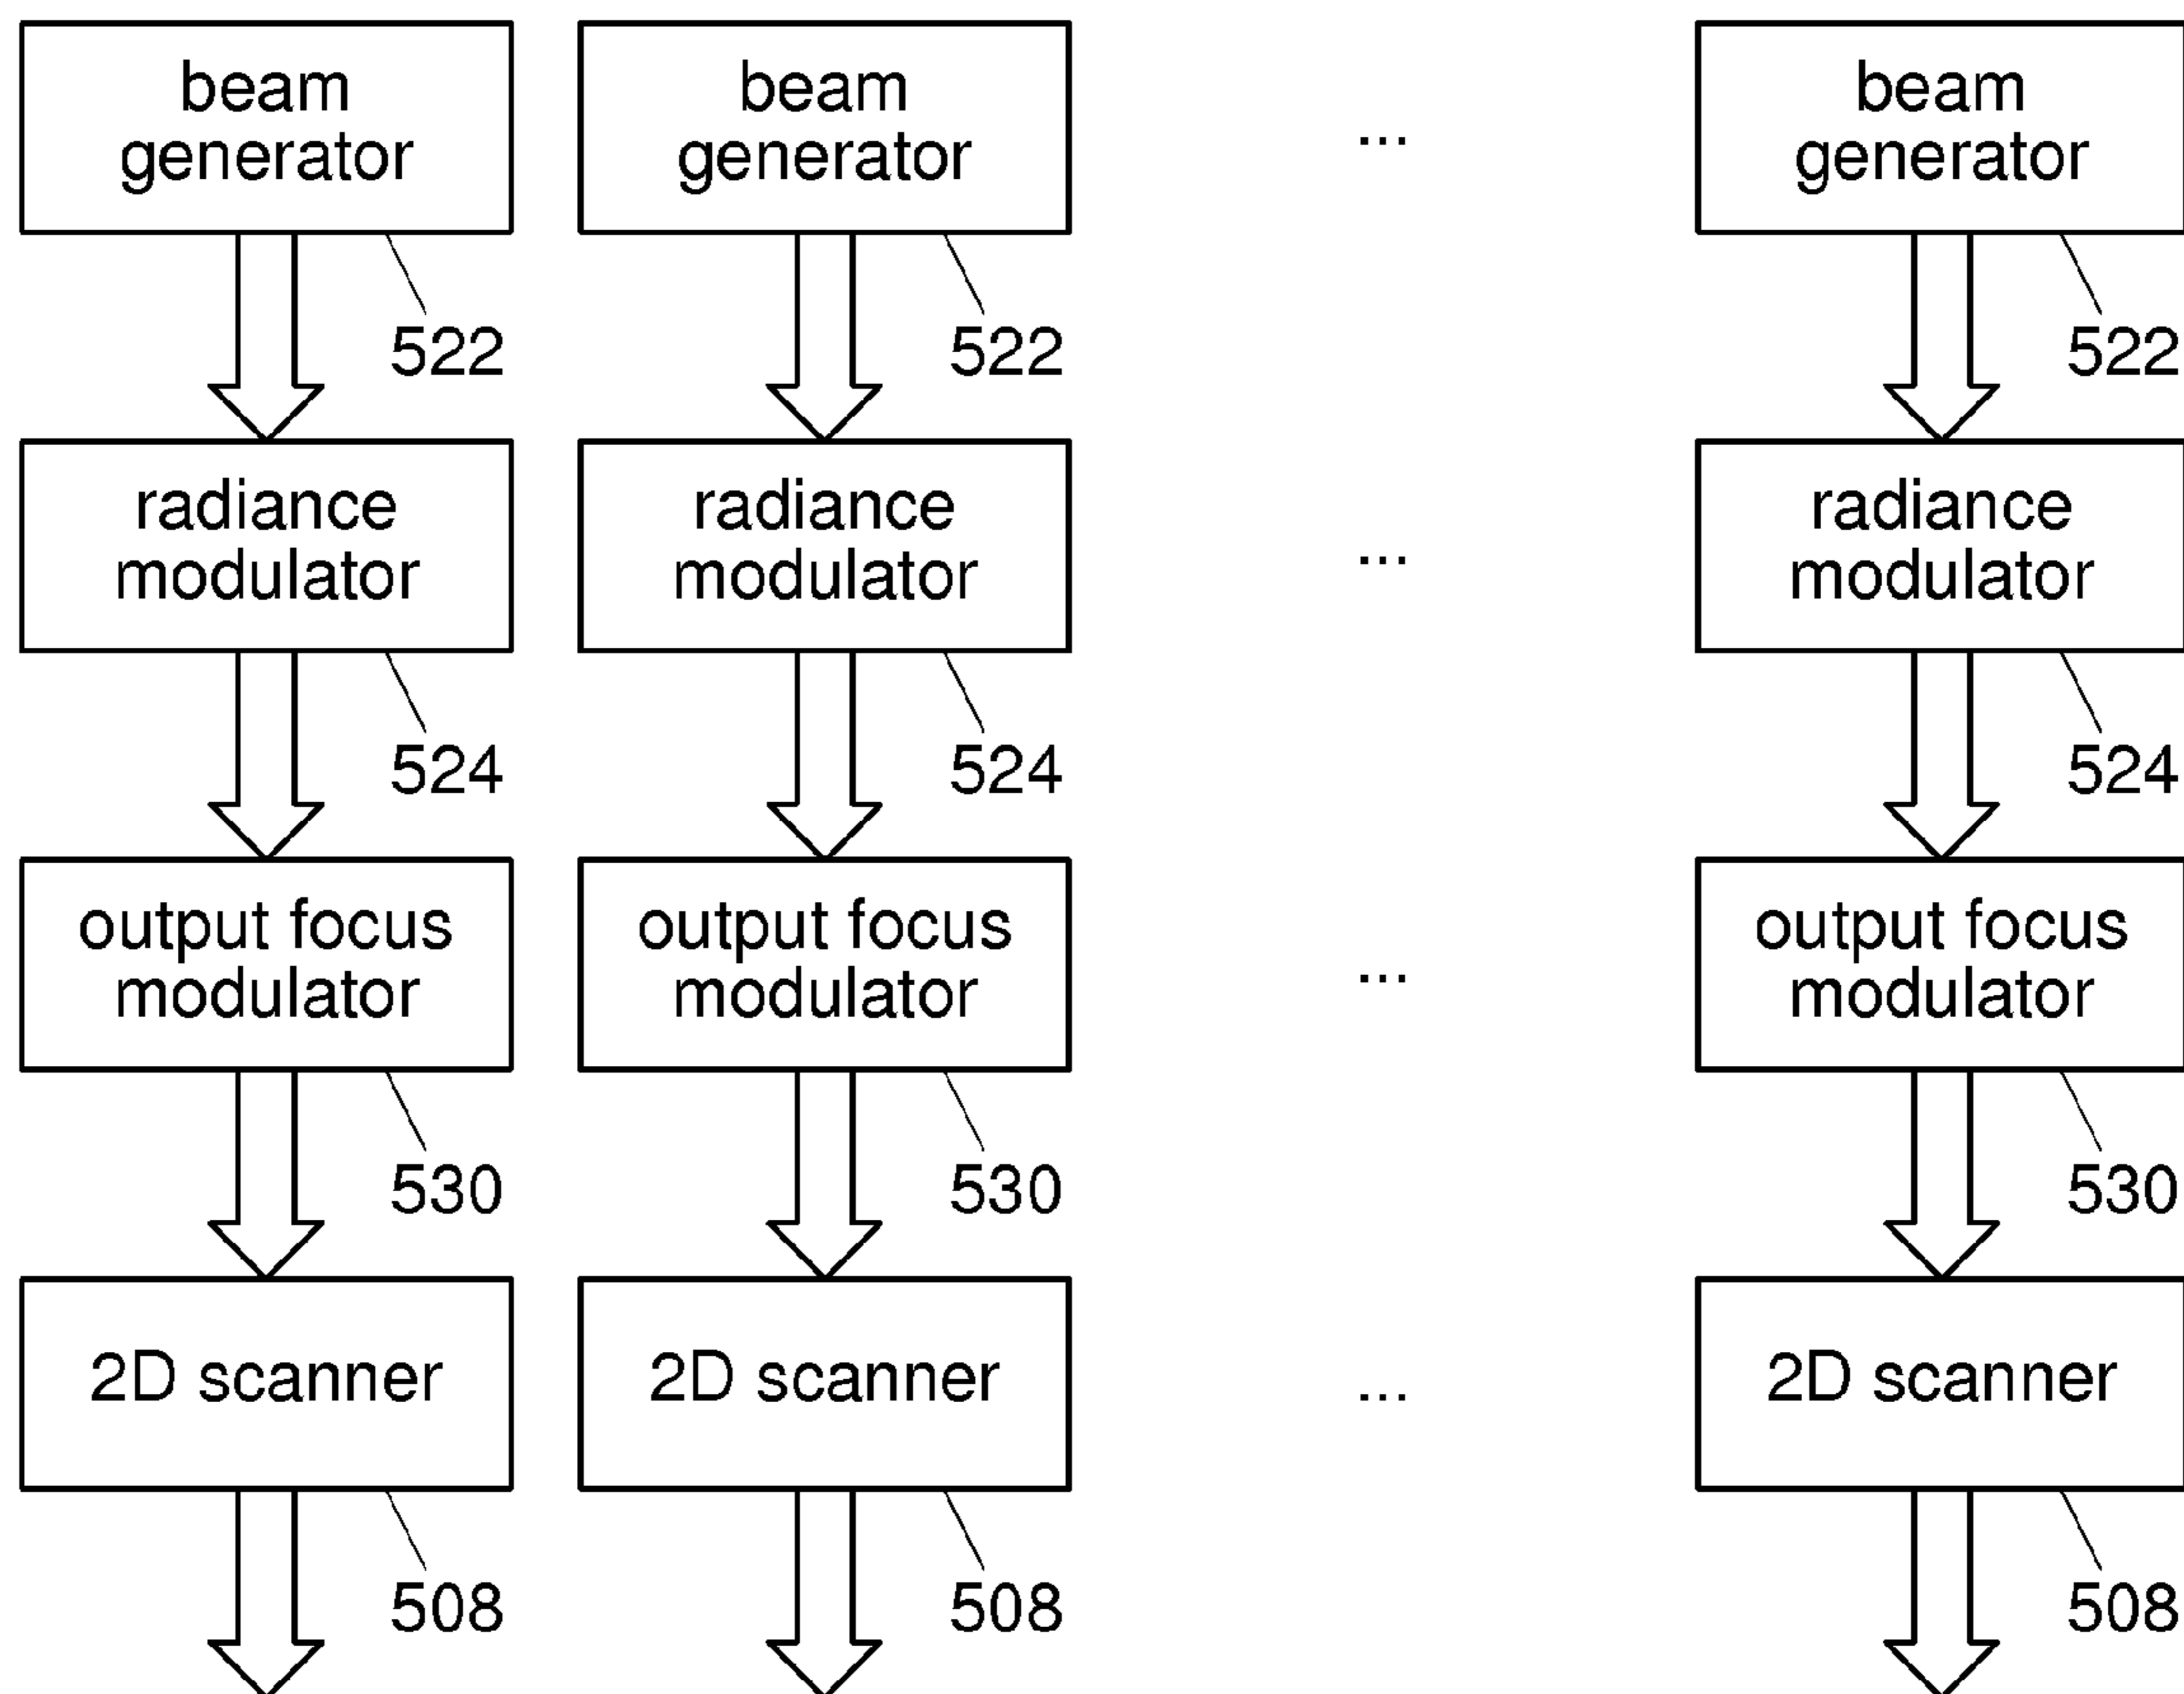 beam
generator
beam
generator
...
beam
generator
522
522
522
radiance
modulator
radiance
modulator
...
radiance
modulator
524
524
524
output focus
modulator
output focus
modulator
...
output focus
modulator
530
530
530
2D scanner
2D scanner
...
2D scanner
508
508
508